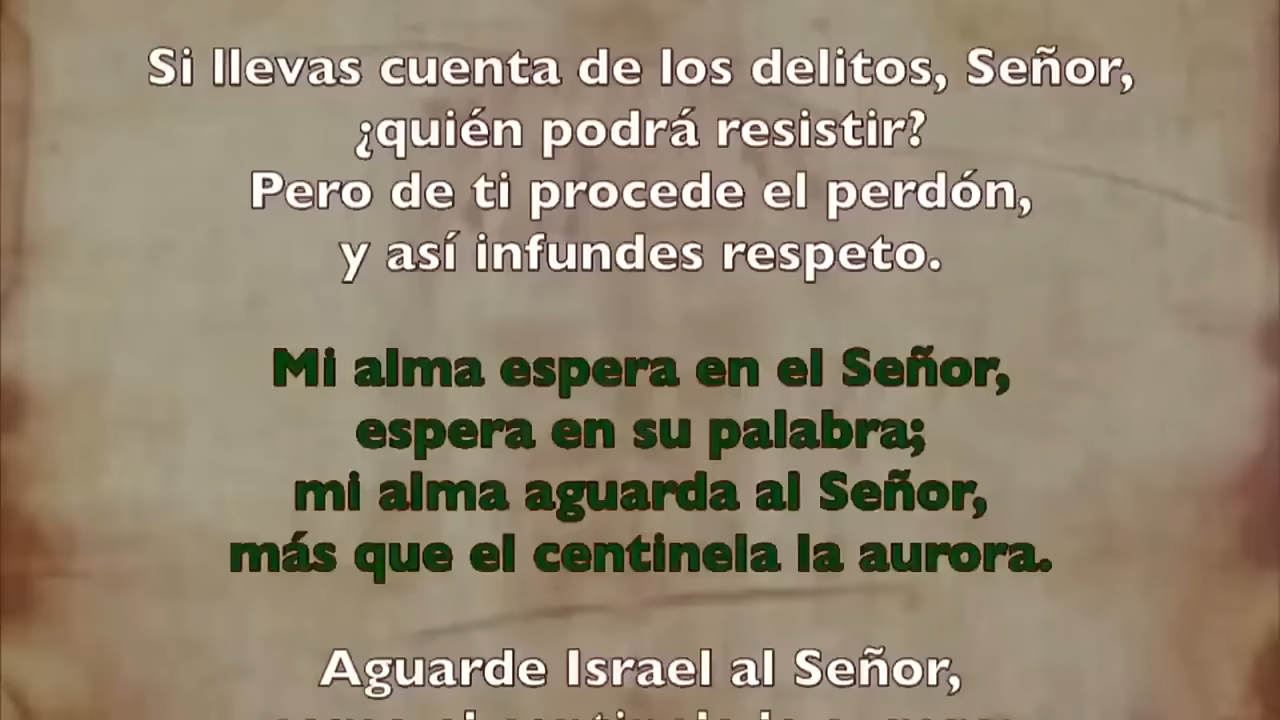 Si llevas cuenta de los delitos, Señor,
¿quién podrá resistir?
Pero de ti procede el perdón,
y así infundes respeto.
Mi alma espera en el Señor,
espera en su palabra;
mi alma aguarda al Señor,
más que el centinela la aurora.
Aguarde Israel al Señor,